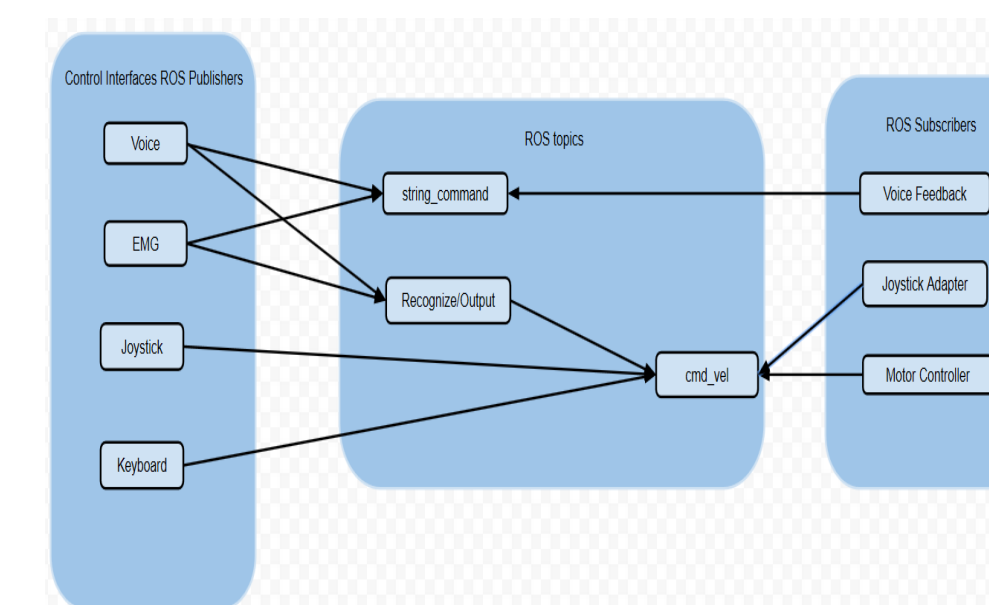 Control Interfaces ROS Publishers
Voice
EMG
Joystick
Keyboard
ROS topics
string_command
Recognize/Output
cmd_vel
ROS Subscribers
Voice Feedback
Joystick Adapter
Motor Controller